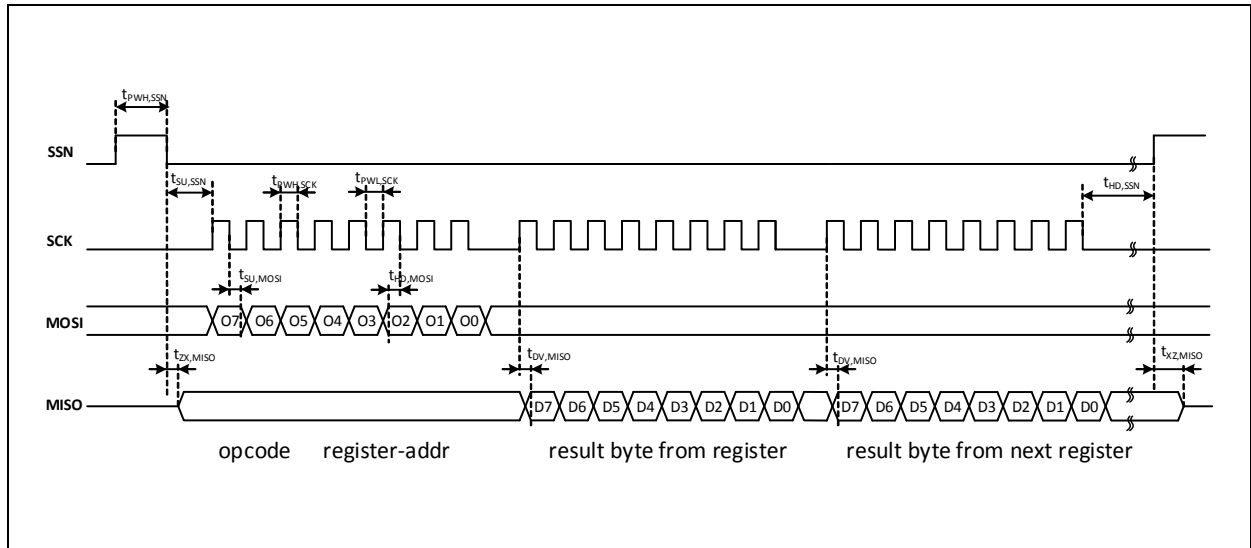 tPWH,SSN
SSN
tSU,SSN tPWH,SCK tPWL,SCK tHD,SSN
SCK
tSU,MOSI tHD,MOSI
MOSI O7 O6 O5 O4 O3 O2 O1 O0
tZX,MISO tDV,MISO tDV,MISO tXZ,MISO
MISO D7 D6 D5 D4 D3 D2 D1 D0 D7 D6 D5 D4 D3 D2 D1 D0
opcode register-addr result byte from register result byte from next register